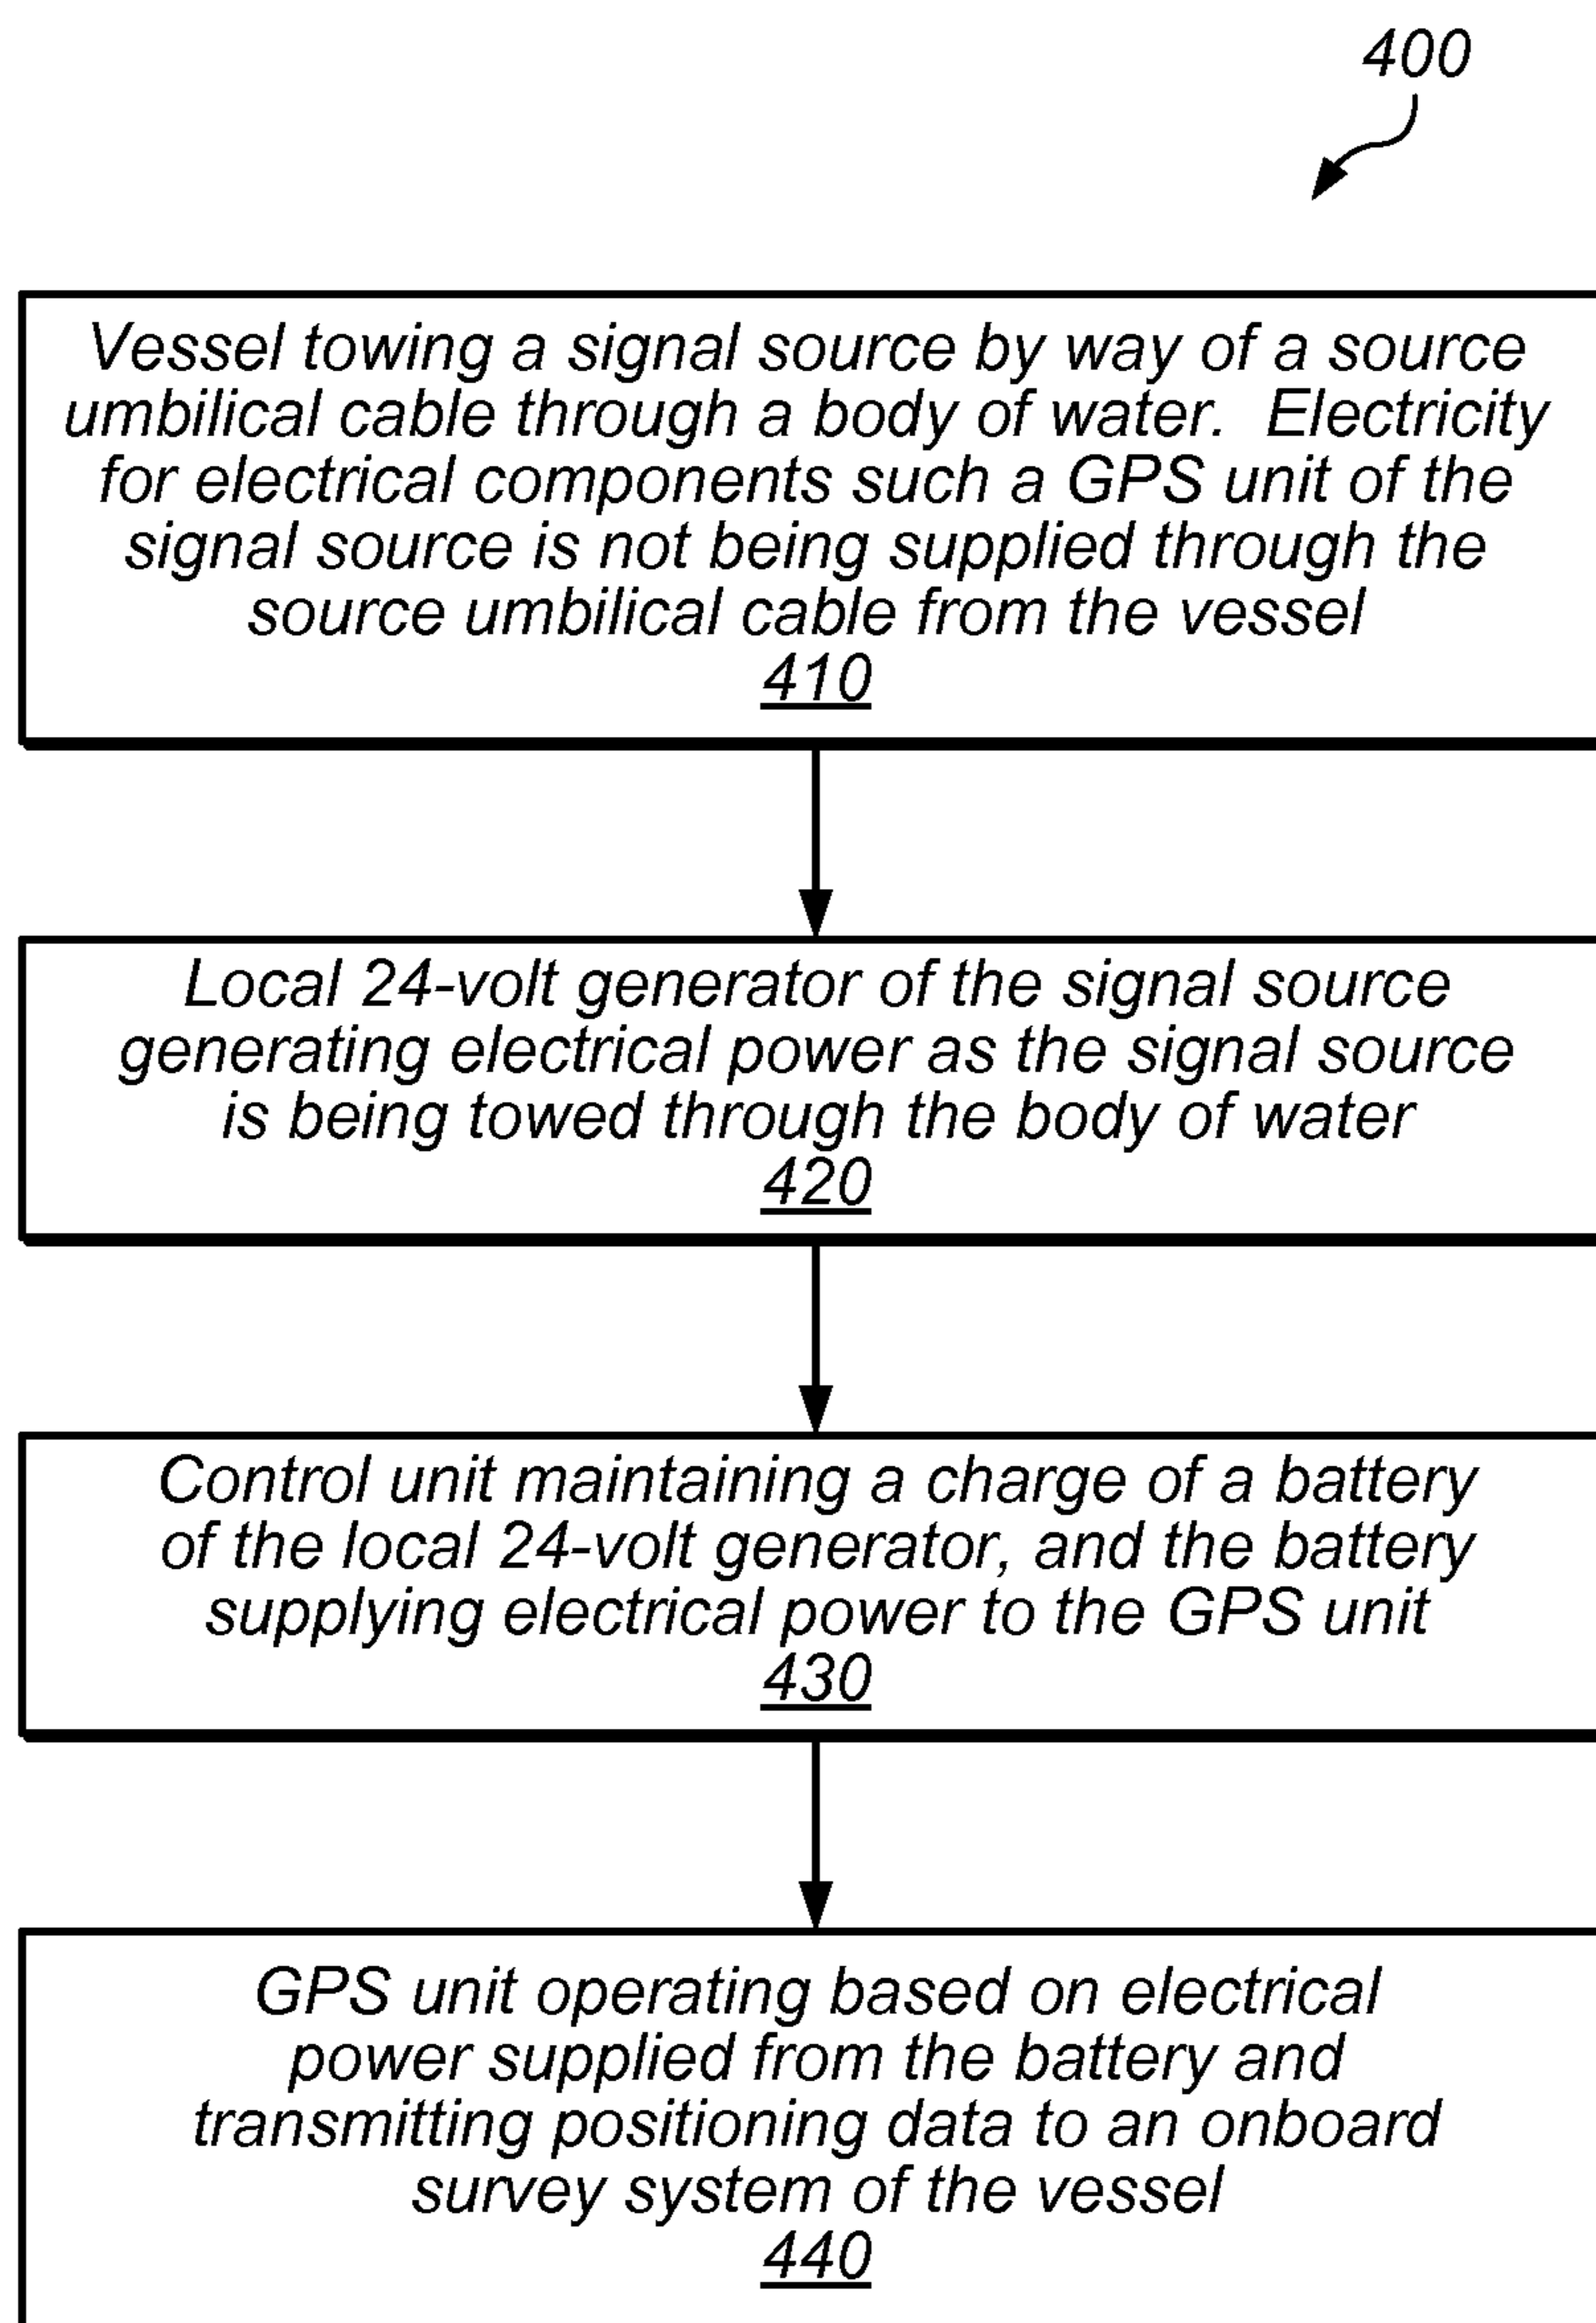 400
Vessel towing a signal source by way of a source
umbilical cable through a body of water. Electricity
for electrical components such a GPS unit of the
signal source is not being supplied through the
source umbilical cable from the vessel
410
Local 24-volt generator of the signal source
generating electrical power as the signal source
is being towed through the body of water
420
Control unit maintaining a charge of a battery
of the local 24-volt generator, and the battery
supplying electrical power to the GPS unit
430
GPS unit operating based on electrical
power supplied from the battery and
transmitting positioning data to an onboard
survey system of the vessel
440